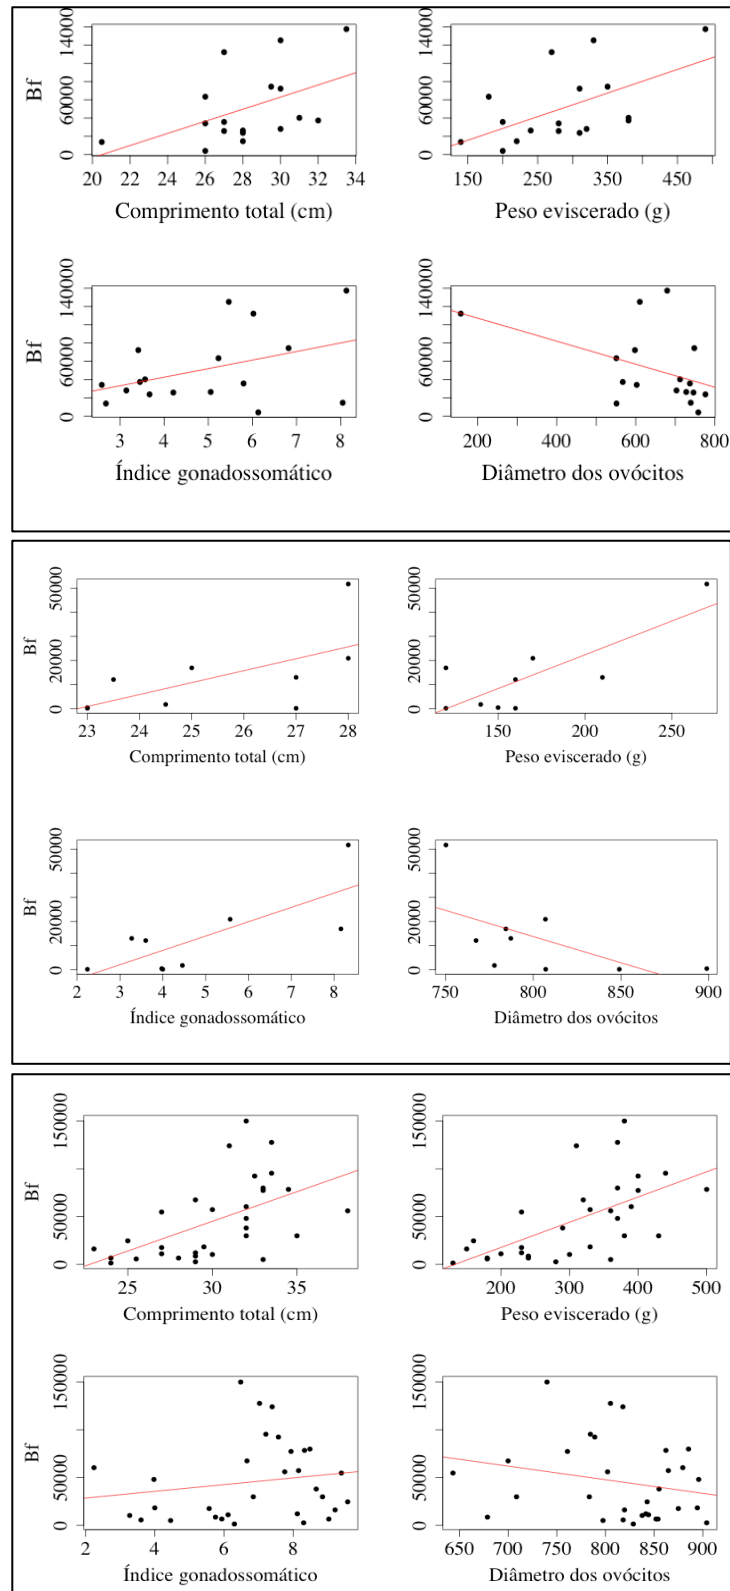 Bf
0 60000 140000
20 22 24 26 28 30 32 34
Comprimento total (cm)
150 250 350 450
Peso eviscerado (g)
Bf
0 60000 140000
3 4 5 6 7 8
Índice gonadossomático
200 400 600 800
Diâmetro dos ovócitos
Bf
0 20000 50000
23 24 25 26 27 28
Comprimento total (cm)
0 20000 50000
150 200 250
Peso eviscerado (g)
Bf
0 20000 50000
2 3 4 5 6 7 8
Índice gonadossomático
0 20000 50000
750 800 850 900
Diâmetro dos ovócitos
Bf
0 50000 150000
25 30 35
Comprimento total (cm)
0 50000 150000
200 300 400 500
Peso eviscerado (g)
Bf
0 50000 150000
2 4 6 8
Índice gonadossomático
0 50000 150000
650 700 750 800 850 900
Diâmetro dos ovócitos